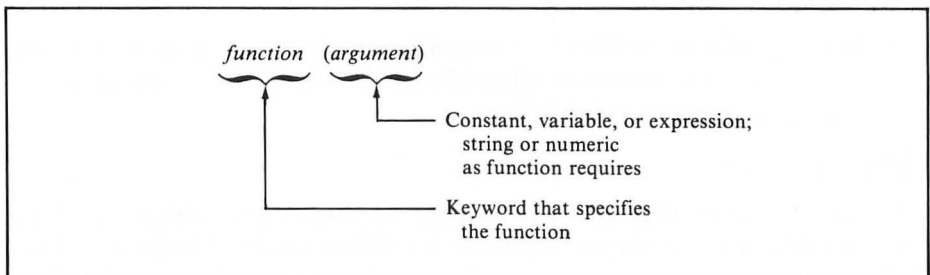 function (argument)
Constant, variable, or expression;
string or numeric
as function requires
Keyword that specifies
the function